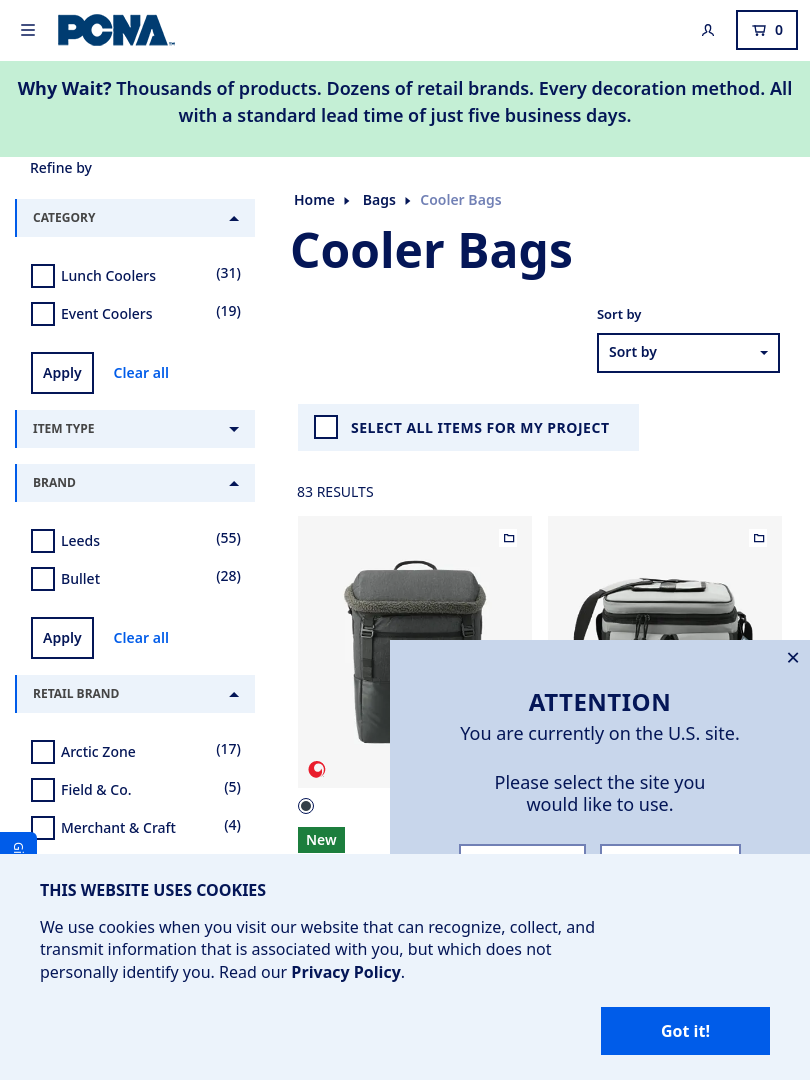 PCNA
0
Why Wait? Thousands of products. Dozens of retail brands. Every decoration method. All
with a standard lead time of just five business days.
Refine by
CATEGORY
Lunch Coolers (31)
Event Coolers (19)
Apply Clear all
ITEM TYPE
BRAND
Leeds (55)
Bullet (28)
Apply Clear all
RETAIL BRAND
Arctic Zone (17)
Field & Co. (5)
Merchant & Craft (4)
Home Bags Cooler Bags
Cooler Bags
Sort by
Sort by
SELECT ALL ITEMS FOR MY PROJECT
83 RESULTS
New
ATTENTION
You are currently on the U.S. site.
Please select the site you
would like to use.
THIS WEBSITE USES COOKIES
We use cookies when you visit our website that can recognize, collect, and
transmit information that is associated with you, but which does not
personally identify you. Read our Privacy Policy.
Got it!